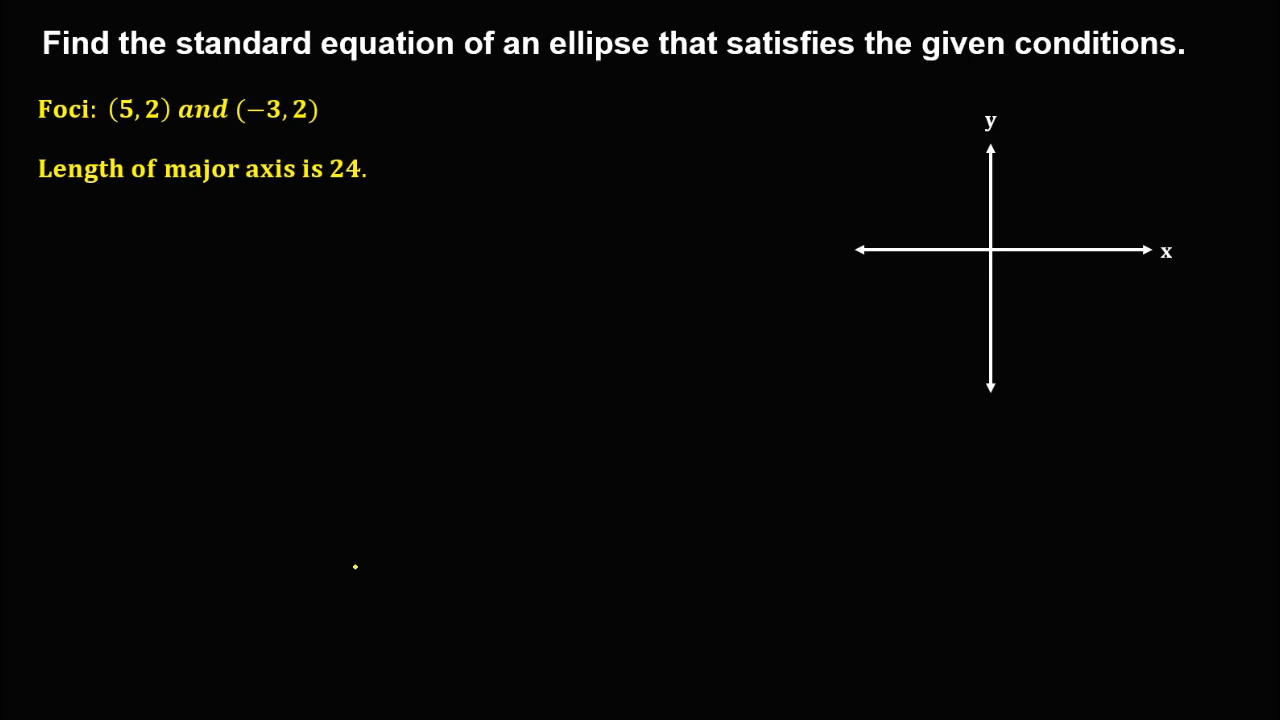 Find the standard equation of an ellipse that satisfies the given conditions.
Foci: (5, 2) and (−3, 2)
Length of major axis is 24.
y
x